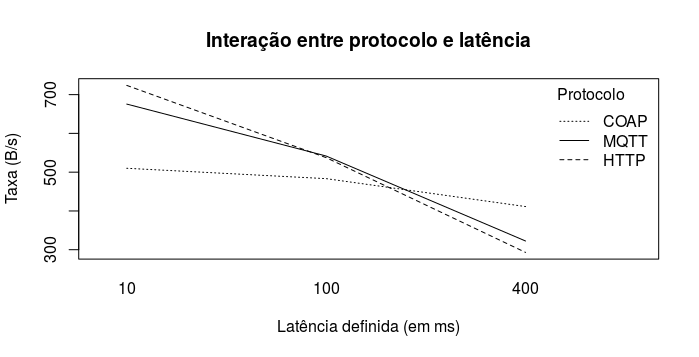 Interação entre protocolo e latência
Protocolo
COAP
MQTT
HTTP
Taxa (B/s)
700
500
300
10
100
400
Latência definida (em ms)